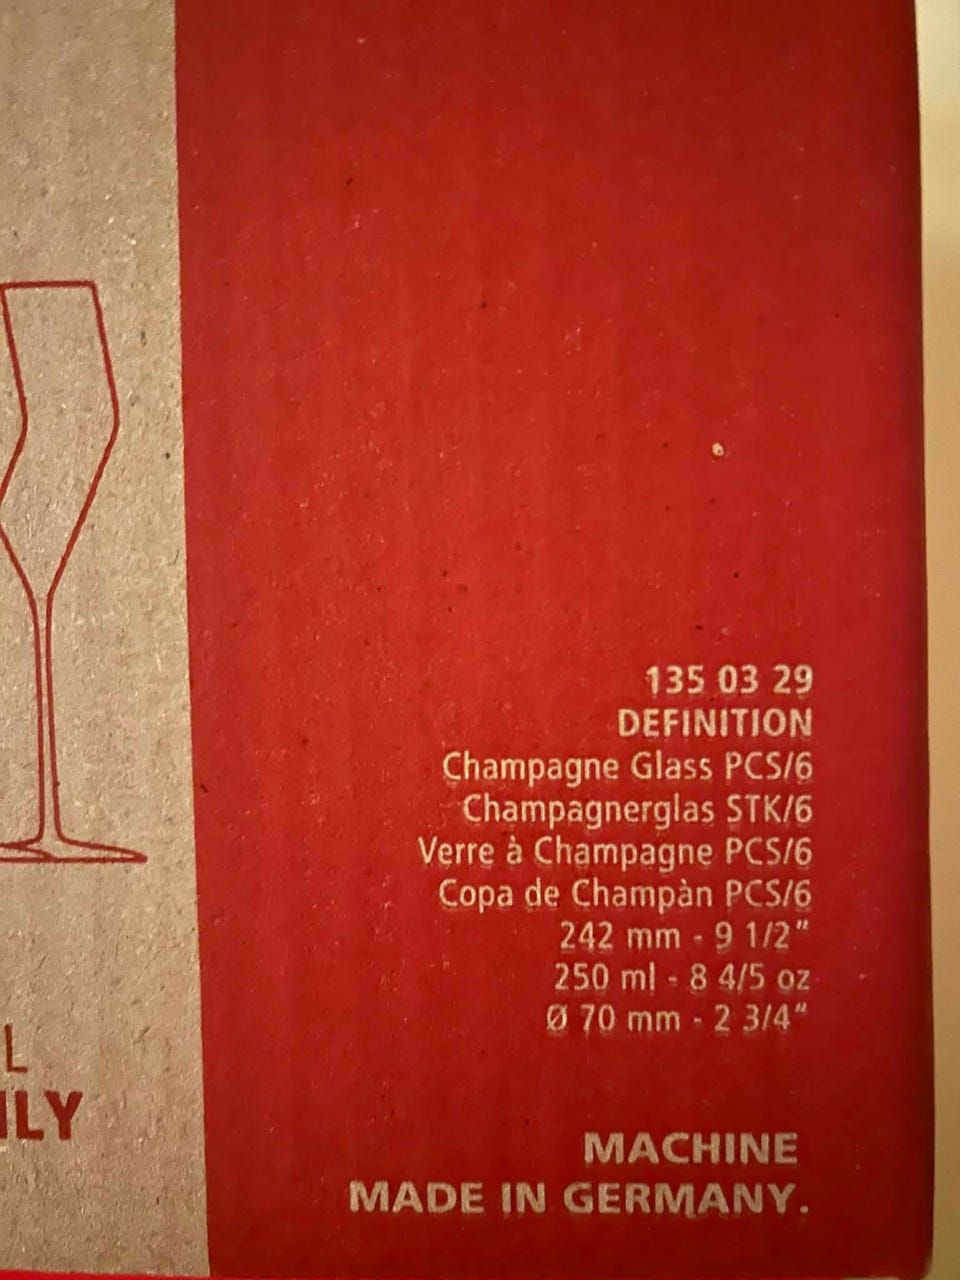 135 03 29
DEFINITION
Champagne Glass PCS/6
Champagnerglas STK/6
Verre à Champagne PCS/6
Copa de Champàn PCS/6
242 mm - 9 1/2"
250 ml - 8 4/5 oz
Ø 70 mm - 2 3/4"
L
ILY
MACHINE
MADE IN GERMANY.